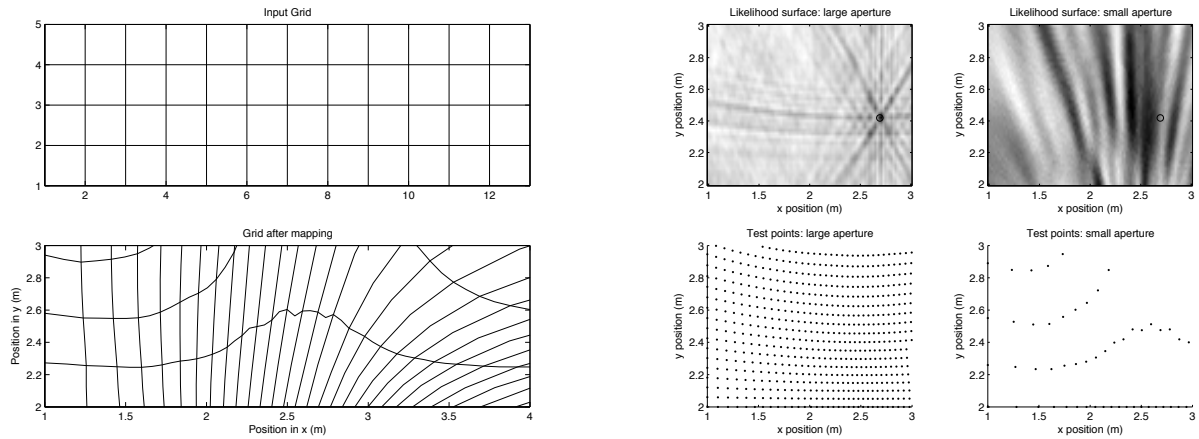 Input Grid
5
4
3
2
1
2 4 6 8 10 12
Grid after mapping
Position in y (m)
3
2.8
2.6
2.4
2.2
2
1 1.5 2 2.5 3 3.5 4
Position in x (m)
Likelihood surface: large aperture
y position (m)
3
2.8
2.6
2.4
2.2
2
1 1.5 2 2.5 3
x position (m)
Likelihood surface: small aperture
y position (m)
3
2.8
2.6
2.4
2.2
2
1 1.5 2 2.5 3
x position (m)
Test points: large aperture
y position (m)
3
2.8
2.6
2.4
2.2
2
1 1.5 2 2.5 3
x position (m)
Test points: small aperture
y position (m)
3
2.8
2.6
2.4
2.2
2
1 1.5 2 2.5 3
x position (m)